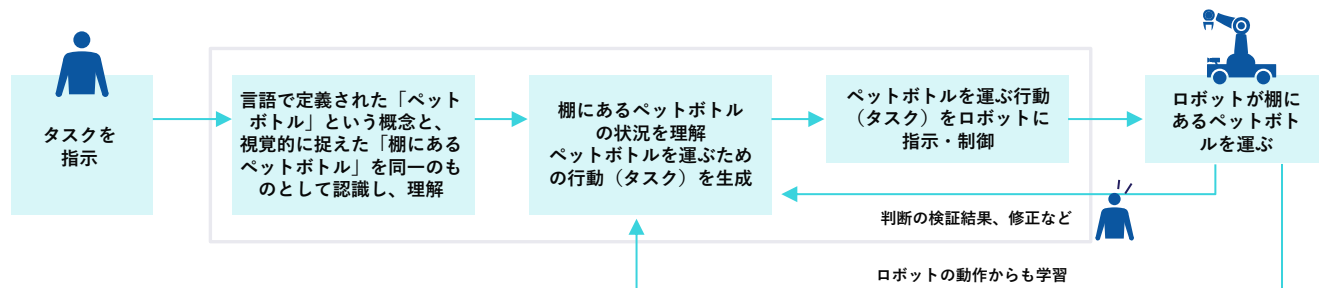 タスクを
指示
言語で定義された「ペット
ボトル」という概念と、
視覚的に捉えた「棚にある
ペットボトル」を同一のも
のとして認識し、理解
棚にあるペットボトル
の状況を理解
ペットボトルを運ぶため
の行動（タスク）を生成
ペットボトルを運ぶ行動
（タスク）をロボットに
指示・制御
ロボットが棚に
あるペットボト
ルを運ぶ
判断の検証結果、修正など
ロボットの動作からも学習